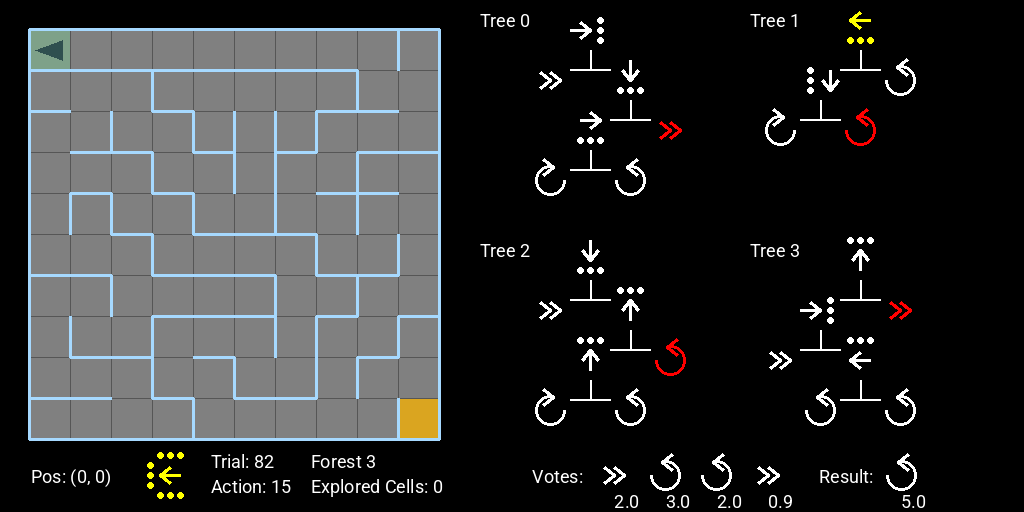 Tree 0
Tree 1
Tree 2
Tree 3
Pos: (0, 0)
Trial: 82
Forest 3
Action: 15
Explored Cells: 0
Votes:
2.0
3.0
2.0
0.9
Result:
5.0